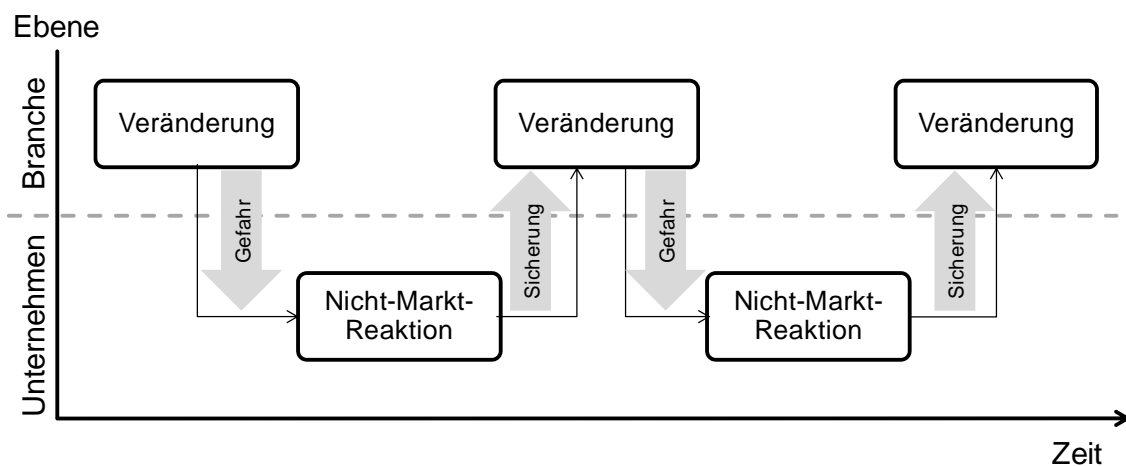 Ebene
Branche
Veränderung
Veränderung
Veränderung
Gefahr
Sicherung
Gefahr
Sicherung
Unternehmen
Nicht-Markt-
Reaktion
Nicht-Markt-
Reaktion
Zeit